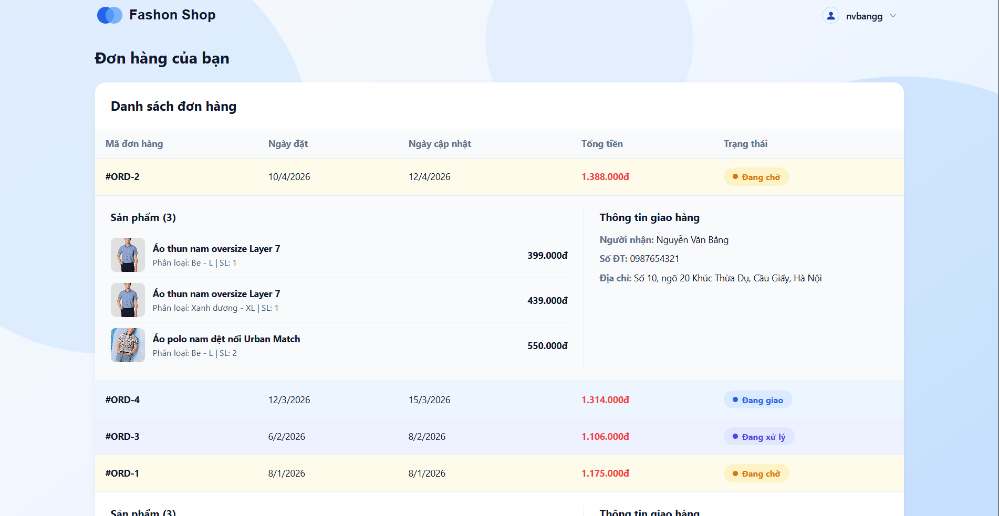 Fashon Shop
nvbangg
Đơn hàng của bạn
Danh sách đơn hàng
Mã đơn hàng Ngày đặt Ngày cập nhật Tổng tiền Trạng thái
#ORD-2 10/4/2026 12/4/2026 1.388.000đ Đang chờ
Sản phẩm (3)
Áo thun nam oversize Layer 7
Phân loại: Be - L | SL: 1
399.000đ
Áo thun nam oversize Layer 7
Phân loại: Xanh dương - XL | SL: 1
439.000đ
Áo polo nam dệt nổi Urban Match
Phân loại: Be - L | SL: 2
550.000đ
Thông tin giao hàng
Người nhận: Nguyễn Văn Bằng
Số ĐT: 0987654321
Địa chỉ: Số 10, ngõ 20 Khúc Thừa Dụ, Cầu Giấy, Hà Nội
#ORD-4 12/3/2026 15/3/2026 1.314.000đ Đang giao
#ORD-3 6/2/2026 8/2/2026 1.106.000đ Đang xử lý
#ORD-1 8/1/2026 8/1/2026 1.175.000đ Đang chờ
Sản phẩm (3)
Thông tin giao hàng